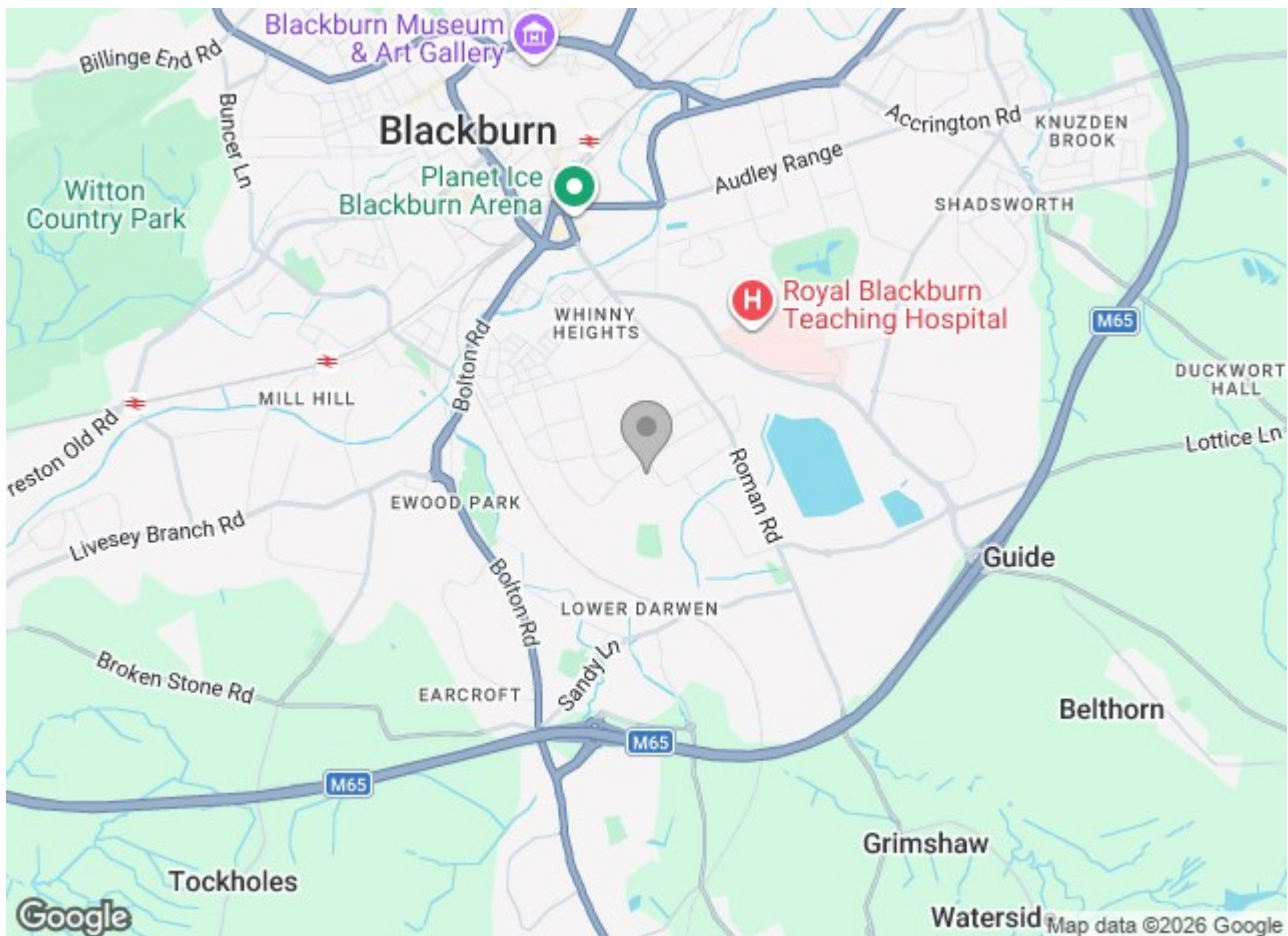 Blackburn Museum
& Art Gallery
Billinge End Rd
Buncer Ln
Blackburn
Accrington Rd
KNUZDEN
BROOK
Audley Range
Planet Ice
Blackburn Arena
Witton
Country Park
SHADSWORTH
H
Royal Blackburn
Teaching Hospital
WHINNY
HEIGHTS
M65
Bolton Rd
DUCKWORT
HALL
MILL HILL
reston Old Rd
Lottice Ln
Roman Rd
EWOOD PARK
Livesey Branch Rd
Guide
Bolton Rd
LOWER DARWEN
Sandy Ln
Broken Stone Rd
EARCROFT
Belthorn
M65
M65
Grimshaw
Tockholes
Google
Watersid
Map data ©2026 Google